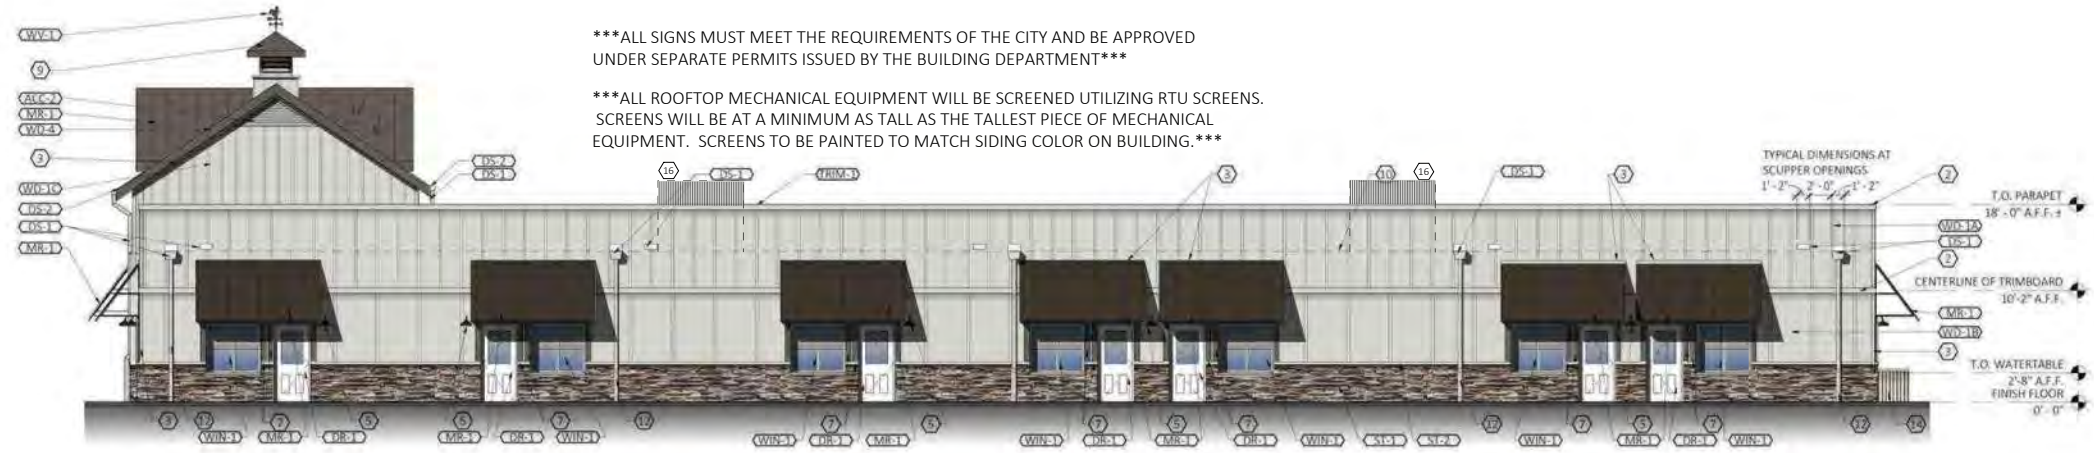 ***ALL SIGNS MUST MEET THE REQUIREMENTS OF THE CITY AND BE APPROVED
UNDER SEPARATE PERMITS ISSUED BY THE BUILDING DEPARTMENT***
***ALL ROOFTOP MECHANICAL EQUIPMENT WILL BE SCREENED UTILIZING RTU SCREENS.
SCREENS WILL BE AT A MINIMUM AS TALL AS THE TALLEST PIECE OF MECHANICAL
EQUIPMENT. SCREENS TO BE PAINTED TO MATCH SIDING COLOR ON BUILDING.***
WV-1
9
ACC-2
MR-1
WD-4
3
WD-1C
DS-2
DS-1
MR-1
DS-2
DS-1
16
DS-1
TRIM-1
3
10
16
DS-1
3
TYPICAL DIMENSIONS AT
SCUPPER OPENINGS
1' - 2" 2' - 0" 1' - 2"
2
T.O. PARAPET
18' - 0" A.F.F. ±
WD-1A
DS-1
2
CENTERLINE OF TRIMBOARD
10'-2" A.F.F.
MR-1
WD-1B
3
T.O. WATERTABLE
2'-8" A.F.F.
FINISH FLOOR
0' - 0"
3 12 7 5 5 7 12 7 5 7 5 7 12 7 5 7 12 14
WIN-1 MR-1 DR-1 MR-1 DR-1 WIN-1 WIN-1 DR-1 MR-1 WIN-1 DR-1 MR-1 DR-1 WIN-1 ST-1 ST-2 WIN-1 MR-1 DR-1 WIN-1